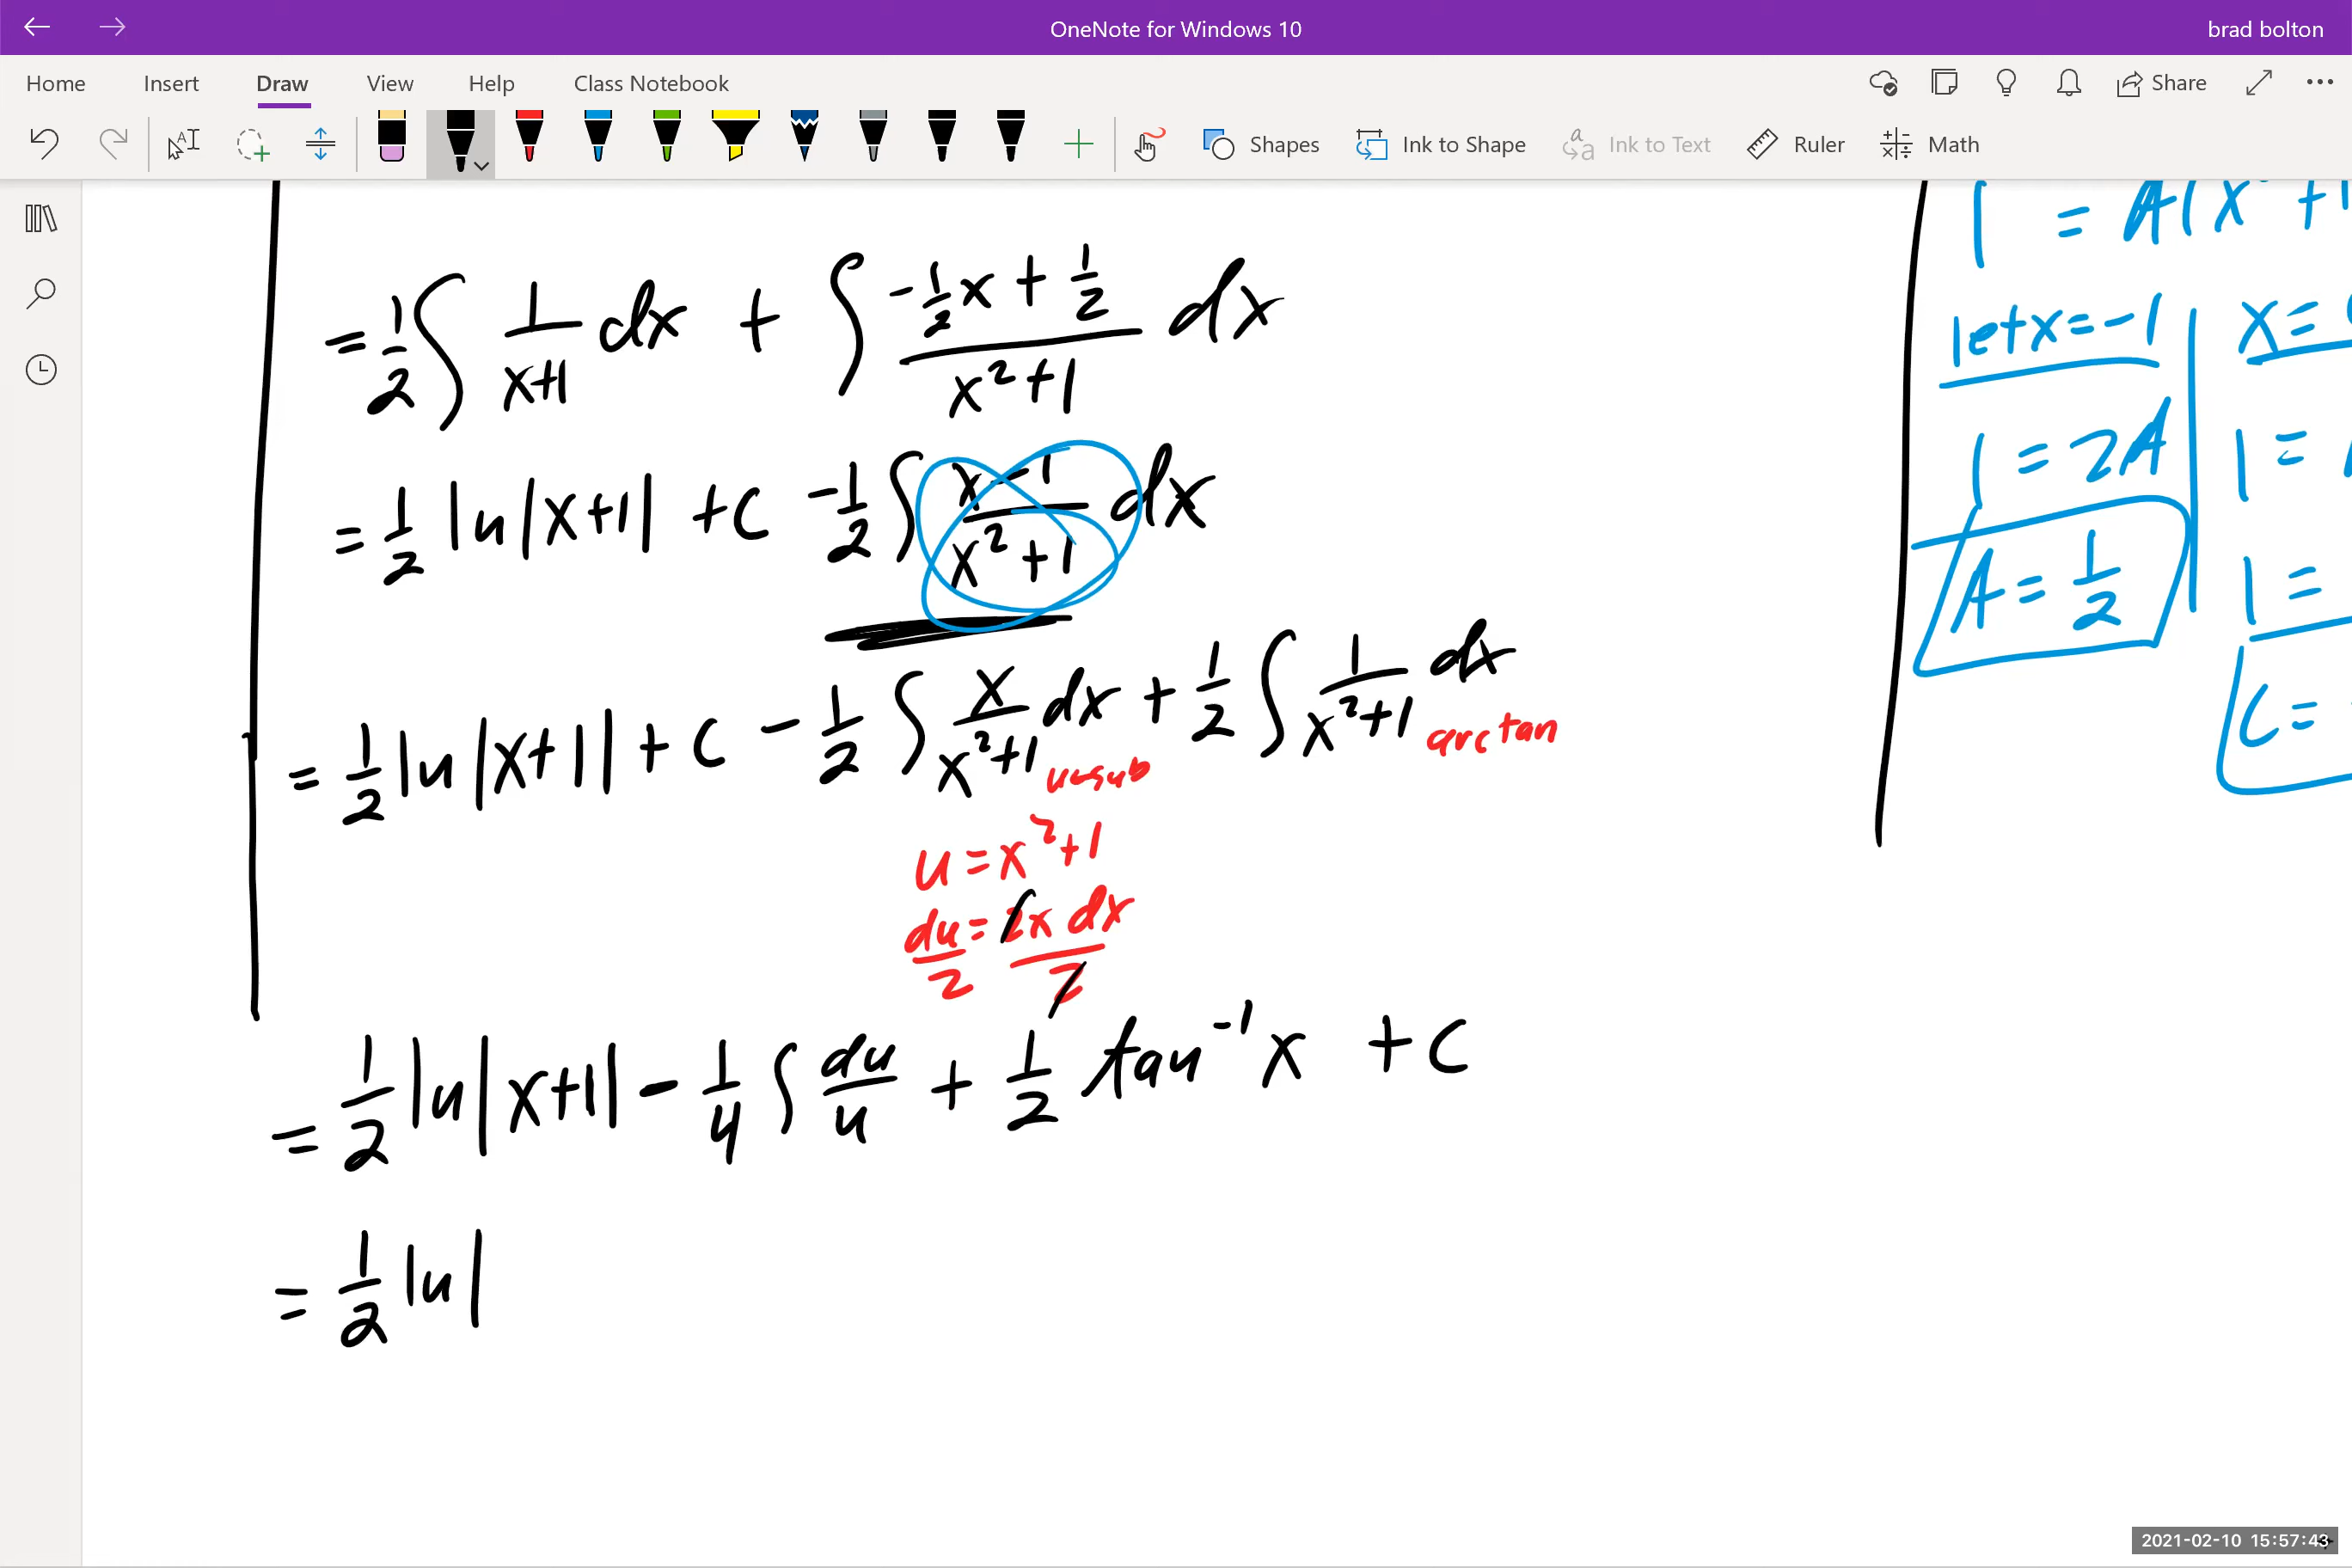 OneNote for Windows 10
brad bolton
Home Insert Draw View Help Class Notebook Share
Shapes Ink to Shape Ink to Text Ruler Math
= 1/2 ∫ 1/(x+1) dx + ∫ (-1/2 x + 1/2)/(x²+1) dx
= 1/2 ln|x+1| + C - 1/2 ∫ (x-1)/(x²+1) dx
= 1/2 ln|x+1| + C - 1/2 ∫ x/(x²+1) dx + 1/2 ∫ 1/(x²+1) dx
u-sub
arctan
u = x²+1
du/2 = 2x dx/2
= 1/2 ln|x+1| - 1/4 ∫ du/u + 1/2 tan⁻¹x + C
= 1/2 ln|
1 = A(x²+1
let x = -1
1 = 2A
A = 1/2
x =
1 =
1 =
C =
2021-02-10 15:57:43